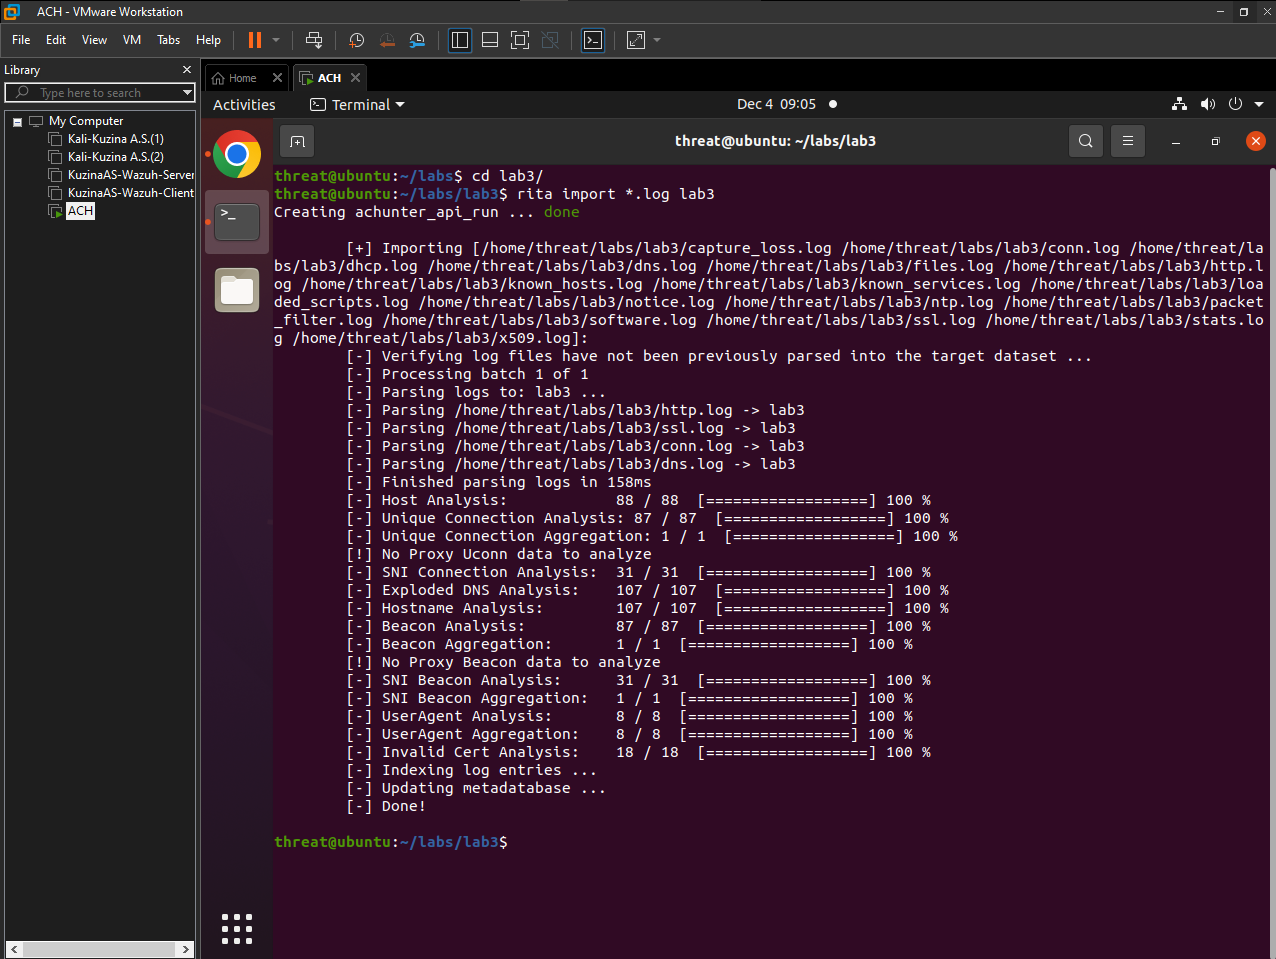 ACH - VMware Workstation
File Edit View VM Tabs Help
Library
Type here to search
My Computer
Kali-Kuzina A.S.(1)
Kali-Kuzina A.S.(2)
KuzinaAS-Wazuh-Server
KuzinaAS-Wazuh-Client
ACH
Home
ACH
Activities
Terminal
Dec 4 09:05
threat@ubuntu: ~/labs/lab3
threat@ubuntu:~/labs$ cd lab3/
threat@ubuntu:~/labs/lab3$ rita import *.log lab3
Creating achunter_api_run ... done
[+] Importing [/home/threat/labs/lab3/capture_loss.log /home/threat/labs/lab3/conn.log /home/threat/la
bs/lab3/dhcp.log /home/threat/labs/lab3/dns.log /home/threat/labs/lab3/files.log /home/threat/labs/lab3/http.l
og /home/threat/labs/lab3/known_hosts.log /home/threat/labs/lab3/known_services.log /home/threat/labs/lab3/loa
ded_scripts.log /home/threat/labs/lab3/notice.log /home/threat/labs/lab3/ntp.log /home/threat/labs/lab3/packet
_filter.log /home/threat/labs/lab3/software.log /home/threat/labs/lab3/ssl.log /home/threat/labs/lab3/stats.lo
g /home/threat/labs/lab3/x509.log]:
[-] Verifying log files have not been previously parsed into the target dataset ...
[-] Processing batch 1 of 1
[-] Parsing logs to: lab3 ...
[-] Parsing /home/threat/labs/lab3/http.log -> lab3
[-] Parsing /home/threat/labs/lab3/ssl.log -> lab3
[-] Parsing /home/threat/labs/lab3/conn.log -> lab3
[-] Parsing /home/threat/labs/lab3/dns.log -> lab3
[-] Finished parsing logs in 158ms
[-] Host Analysis: 88 / 88 [==================] 100 %
[-] Unique Connection Analysis: 87 / 87 [==================] 100 %
[-] Unique Connection Aggregation: 1 / 1 [==================] 100 %
[!] No Proxy Uconn data to analyze
[-] SNI Connection Analysis: 31 / 31 [==================] 100 %
[-] Exploded DNS Analysis: 107 / 107 [==================] 100 %
[-] Hostname Analysis: 107 / 107 [==================] 100 %
[-] Beacon Analysis: 87 / 87 [==================] 100 %
[-] Beacon Aggregation: 1 / 1 [==================] 100 %
[!] No Proxy Beacon data to analyze
[-] SNI Beacon Analysis: 31 / 31 [==================] 100 %
[-] SNI Beacon Aggregation: 1 / 1 [==================] 100 %
[-] UserAgent Analysis: 8 / 8 [==================] 100 %
[-] UserAgent Aggregation: 8 / 8 [==================] 100 %
[-] Invalid Cert Analysis: 18 / 18 [==================] 100 %
[-] Indexing log entries ...
[-] Updating metadatabase ...
[-] Done!
threat@ubuntu:~/labs/lab3$